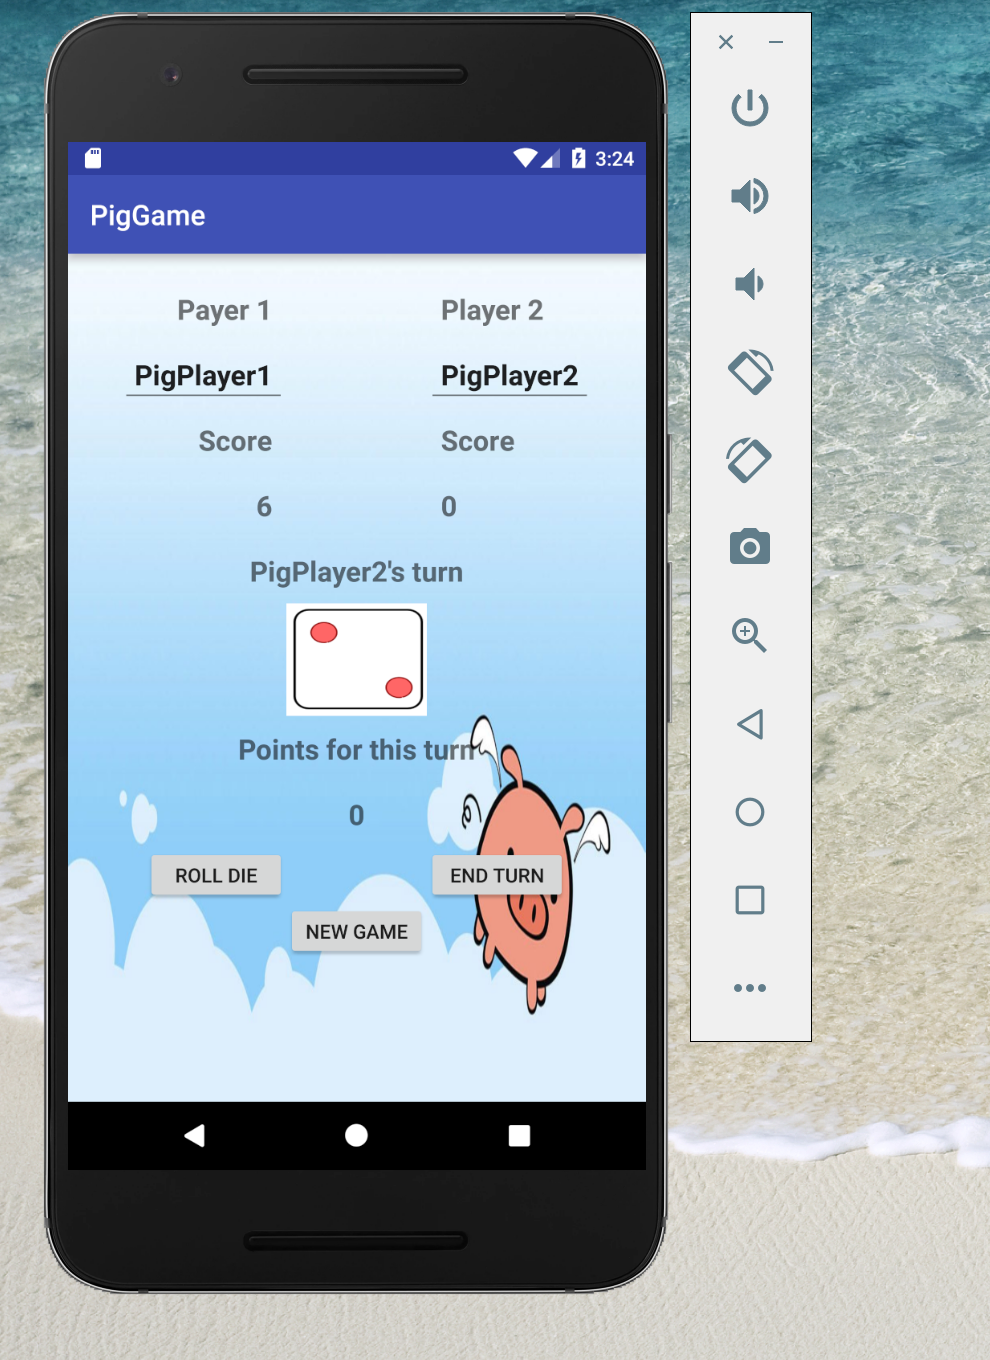 3:24
PigGame
Payer 1 Player 2
PigPlayer1 PigPlayer2
Score Score
6 0
PigPlayer2's turn
Points for this turn
0
ROLL DIE END TURN
NEW GAME